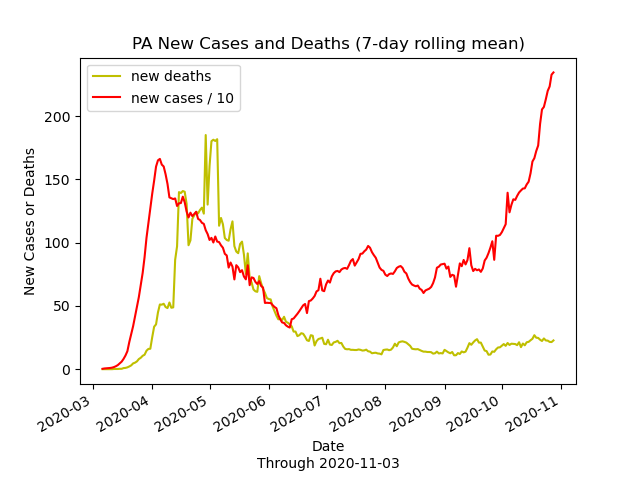 PA New Cases and Deaths (7-day rolling mean)
new deaths
new cases / 10
New Cases or Deaths
200
150
100
50
0
2020-03
2020-04
2020-05
2020-06
2020-07
2020-08
2020-09
2020-10
2020-11
Date
Through 2020-11-03